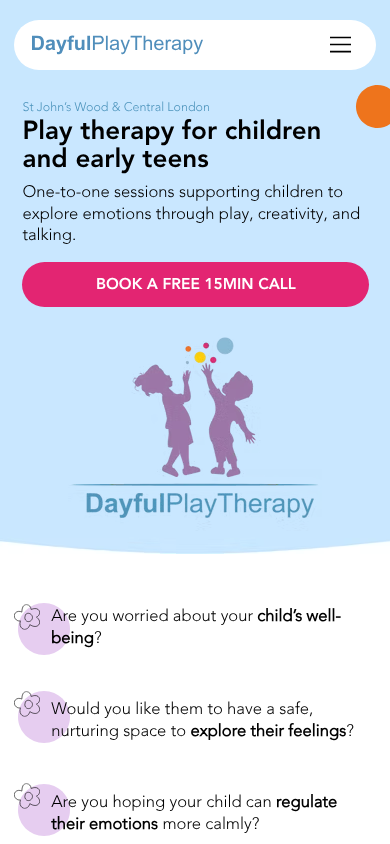 DayfulPlayTherapy
St John's Wood & Central London
Play therapy for children
and early teens
One-to-one sessions supporting children to
explore emotions through play, creativity, and
talking.
BOOK A FREE 15MIN CALL
DayfulPlayTherapy
Are you worried about your child’s well-
being?
Would you like them to have a safe,
nurturing space to explore their feelings?
Are you hoping your child can regulate
their emotions more calmly?